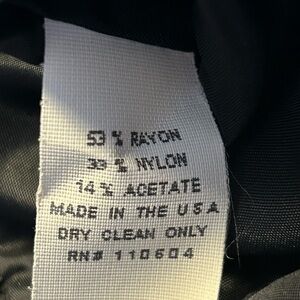 53 % RAYON
33 % NYLON
14 % ACETATE
MADE IN THE USA
DRY CLEAN ONLY
RN# 110604